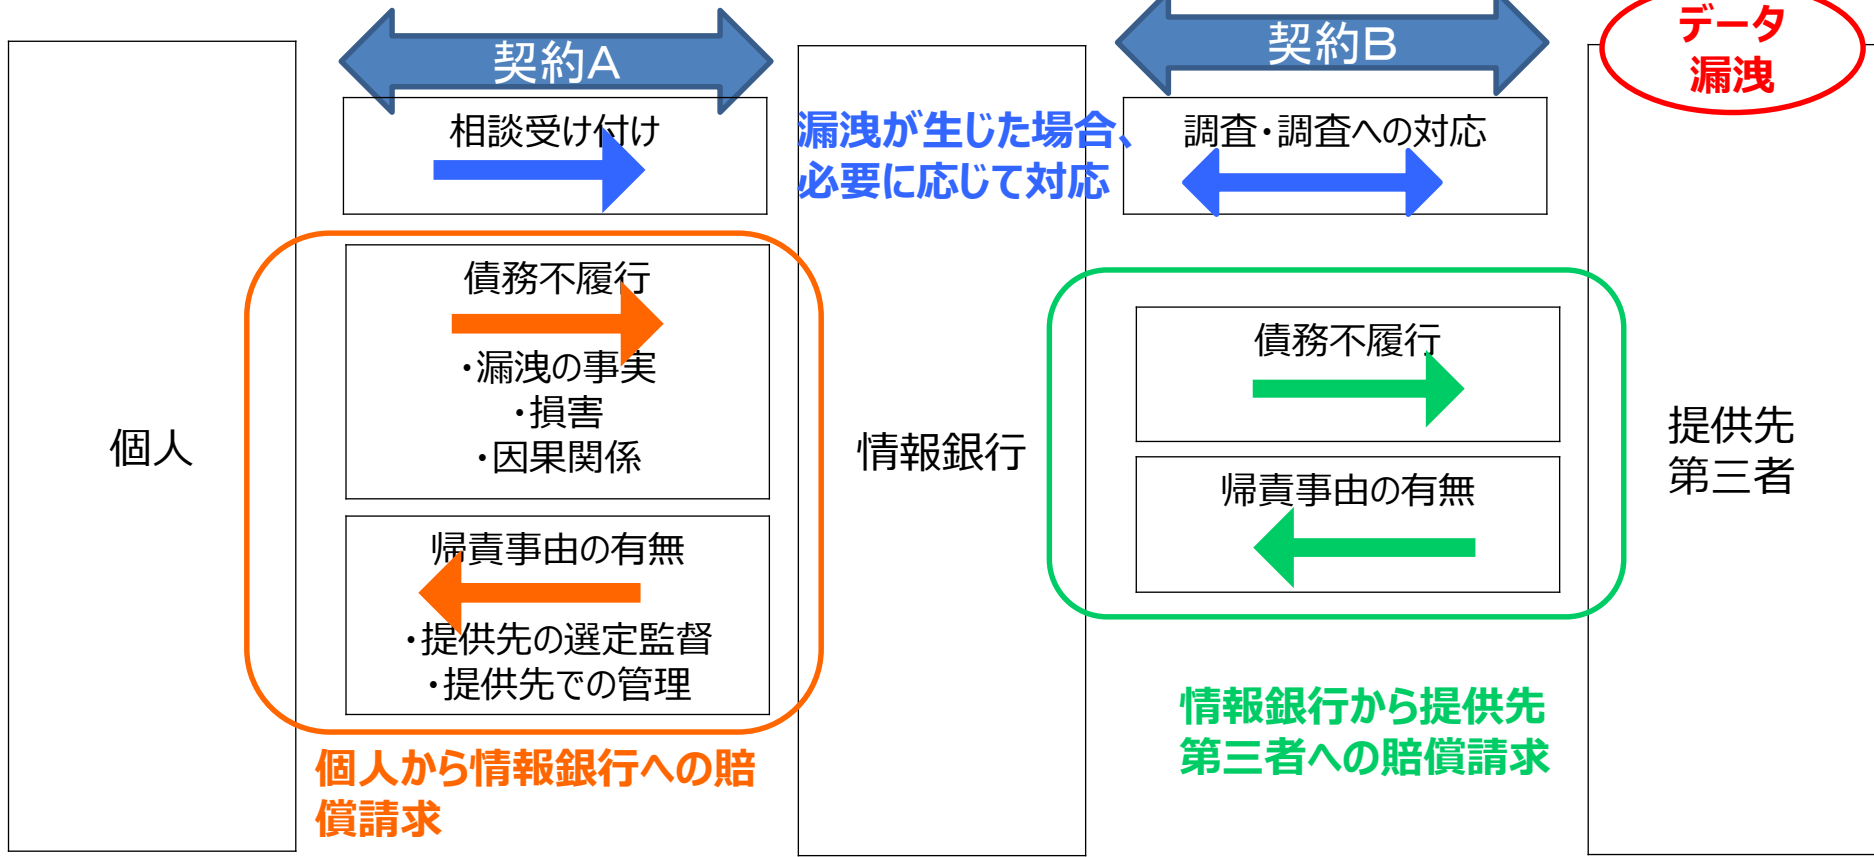 契約A
契約B
データ
漏洩
相談受け付け
漏洩が生じた場合、
必要に応じて対応
調査・調査への対応
債務不履行
・漏洩の事実
・損害
・因果関係
帰責事由の有無
・提供先の選定監督
・提供先での管理
個人から情報銀行への賠
償請求
債務不履行
帰責事由の有無
情報銀行から提供先
第三者への賠償請求
個人
情報銀行
提供先
第三者